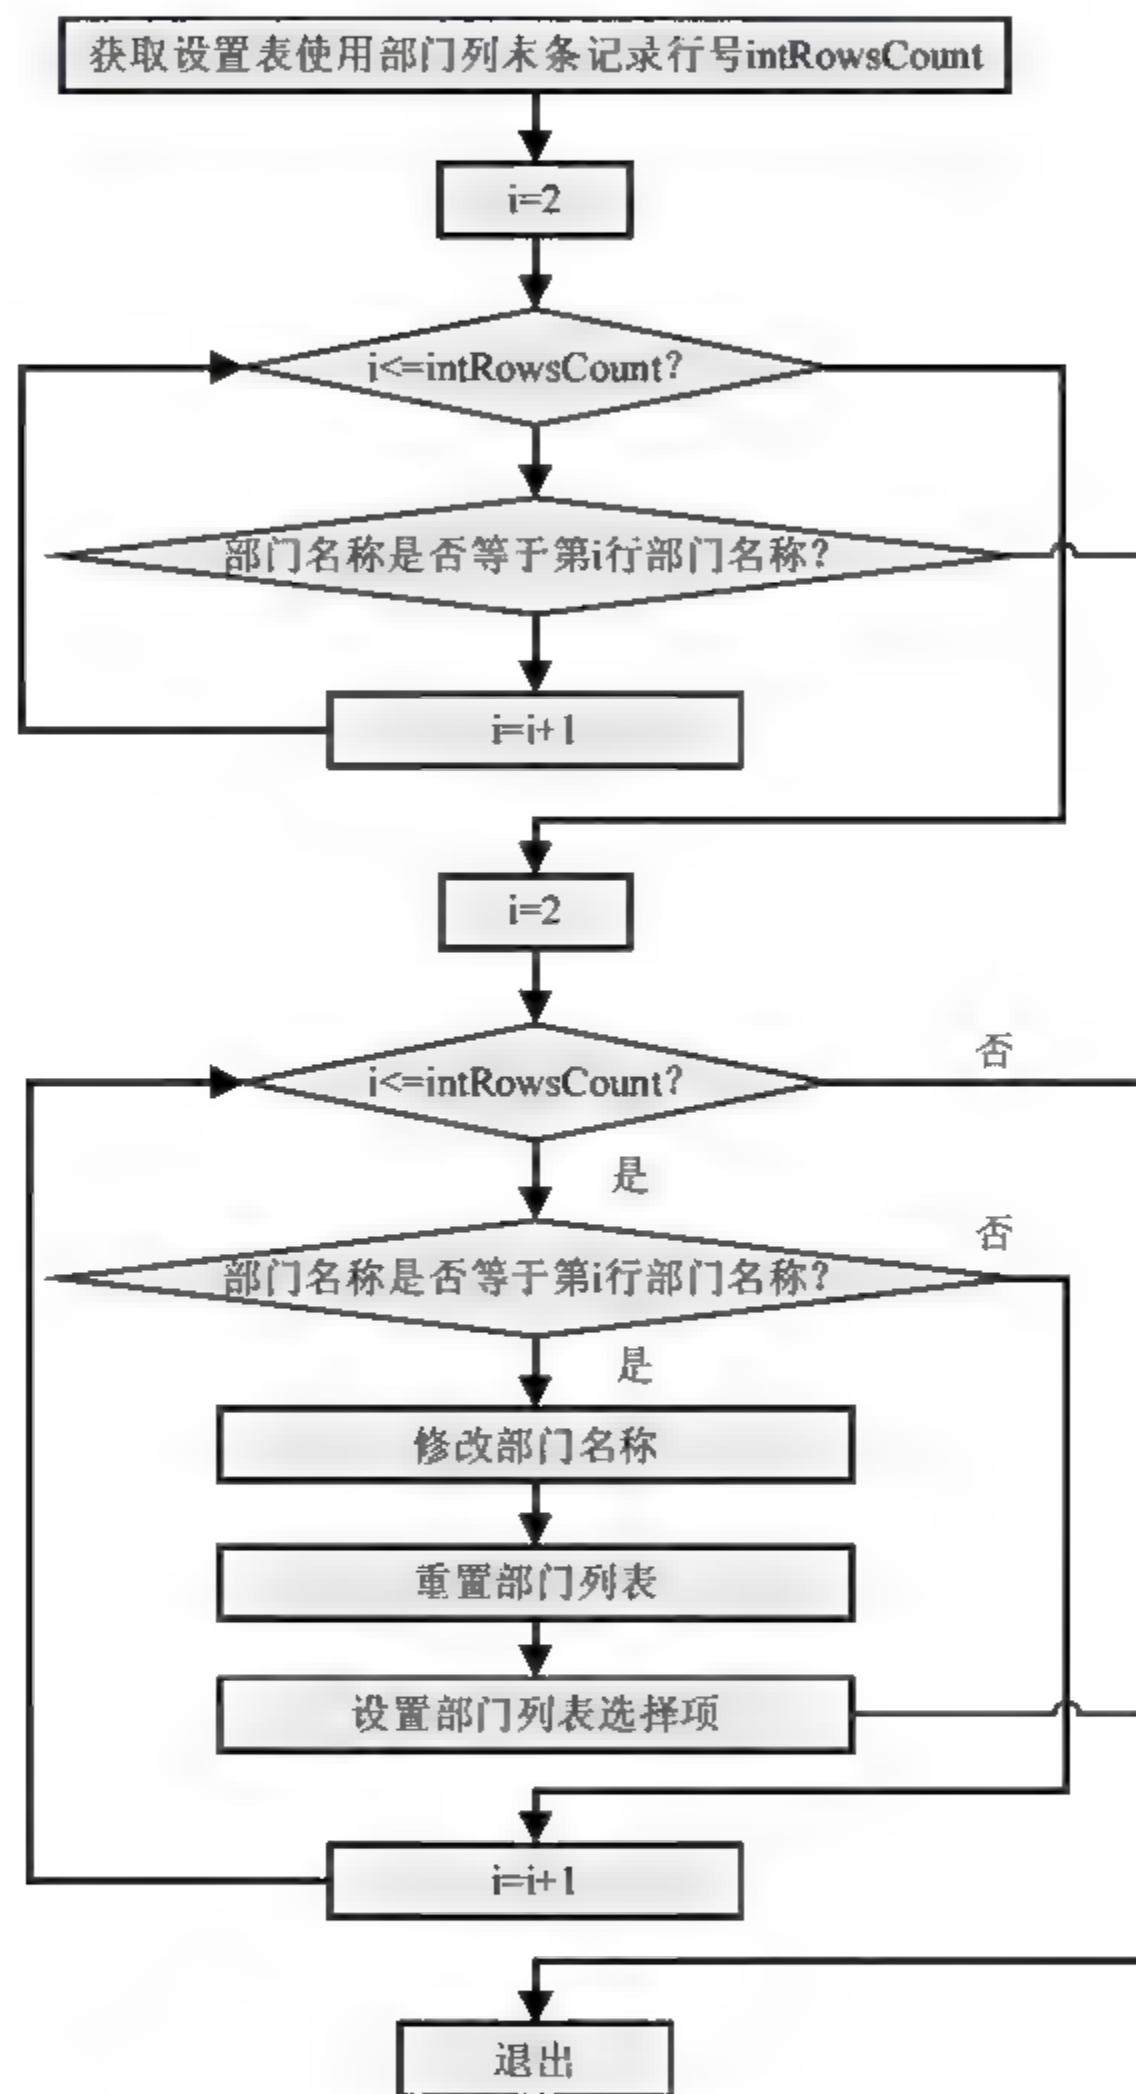 获取设置表使用部门列末条记录行号intRowsCount
i=2
i<=intRowsCount?
部门名称是否等于第i行部门名称?
i=i+1
i=2
i<=intRowsCount?
否
是
否
部门名称是否等于第i行部门名称?
是
修改部门名称
重置部门列表
设置部门列表选择项
i=i+1
退出